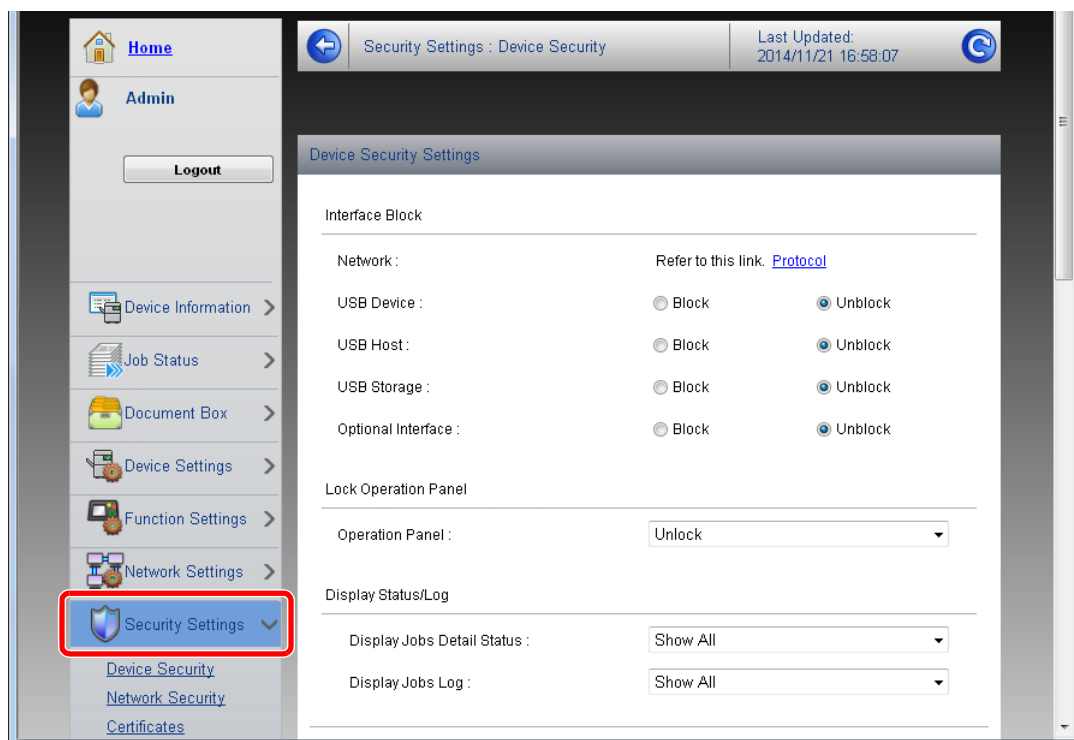 Home
Admin
Logout
Device Information
Job Status
Document Box
Device Settings
Function Settings
Network Settings
Security Settings
Device Security
Network Security
Certificates
Security Settings : Device Security
Last Updated:
2014/11/21 16:58:07
Device Security Settings
Interface Block
Network : Refer to this link. Protocol
USB Device : Block Unblock
USB Host : Block Unblock
USB Storage : Block Unblock
Optional Interface : Block Unblock
Lock Operation Panel
Operation Panel : Unlock
Display Status/Log
Display Jobs Detail Status : Show All
Display Jobs Log : Show All